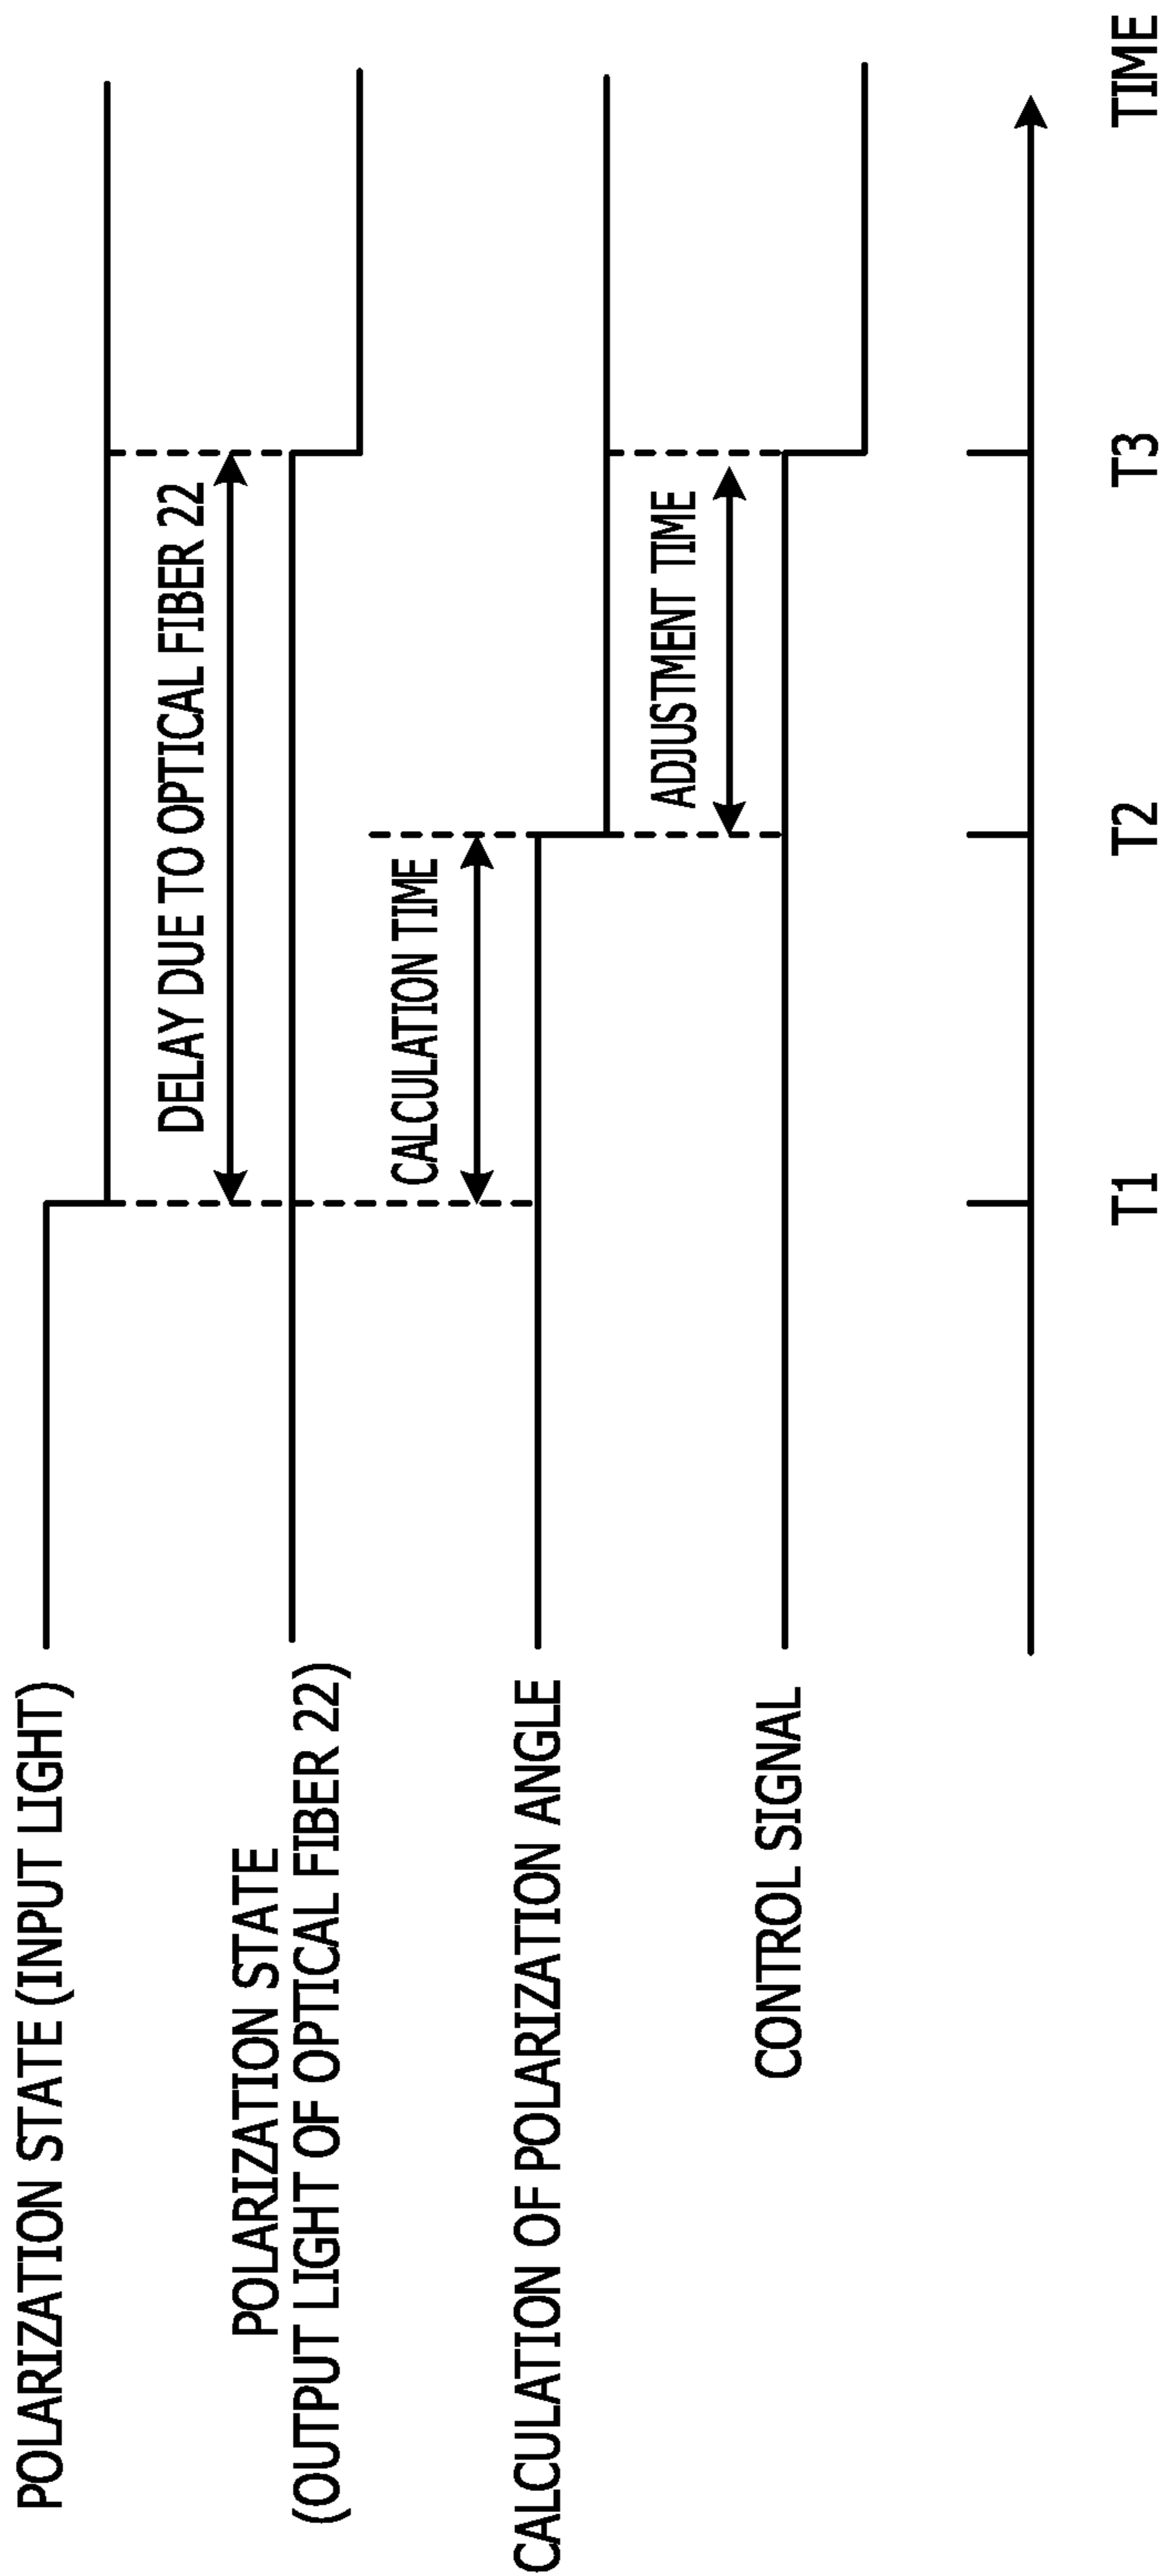 POLARIZATION STATE (INPUT LIGHT)
DELAY DUE TO OPTICAL FIBER 22
POLARIZATION STATE
(OUTPUT LIGHT OF OPTICAL FIBER 22)
CALCULATION TIME
CALCULATION OF POLARIZATION ANGLE
ADJUSTMENT TIME
CONTROL SIGNAL
T1
T2
T3
TIME